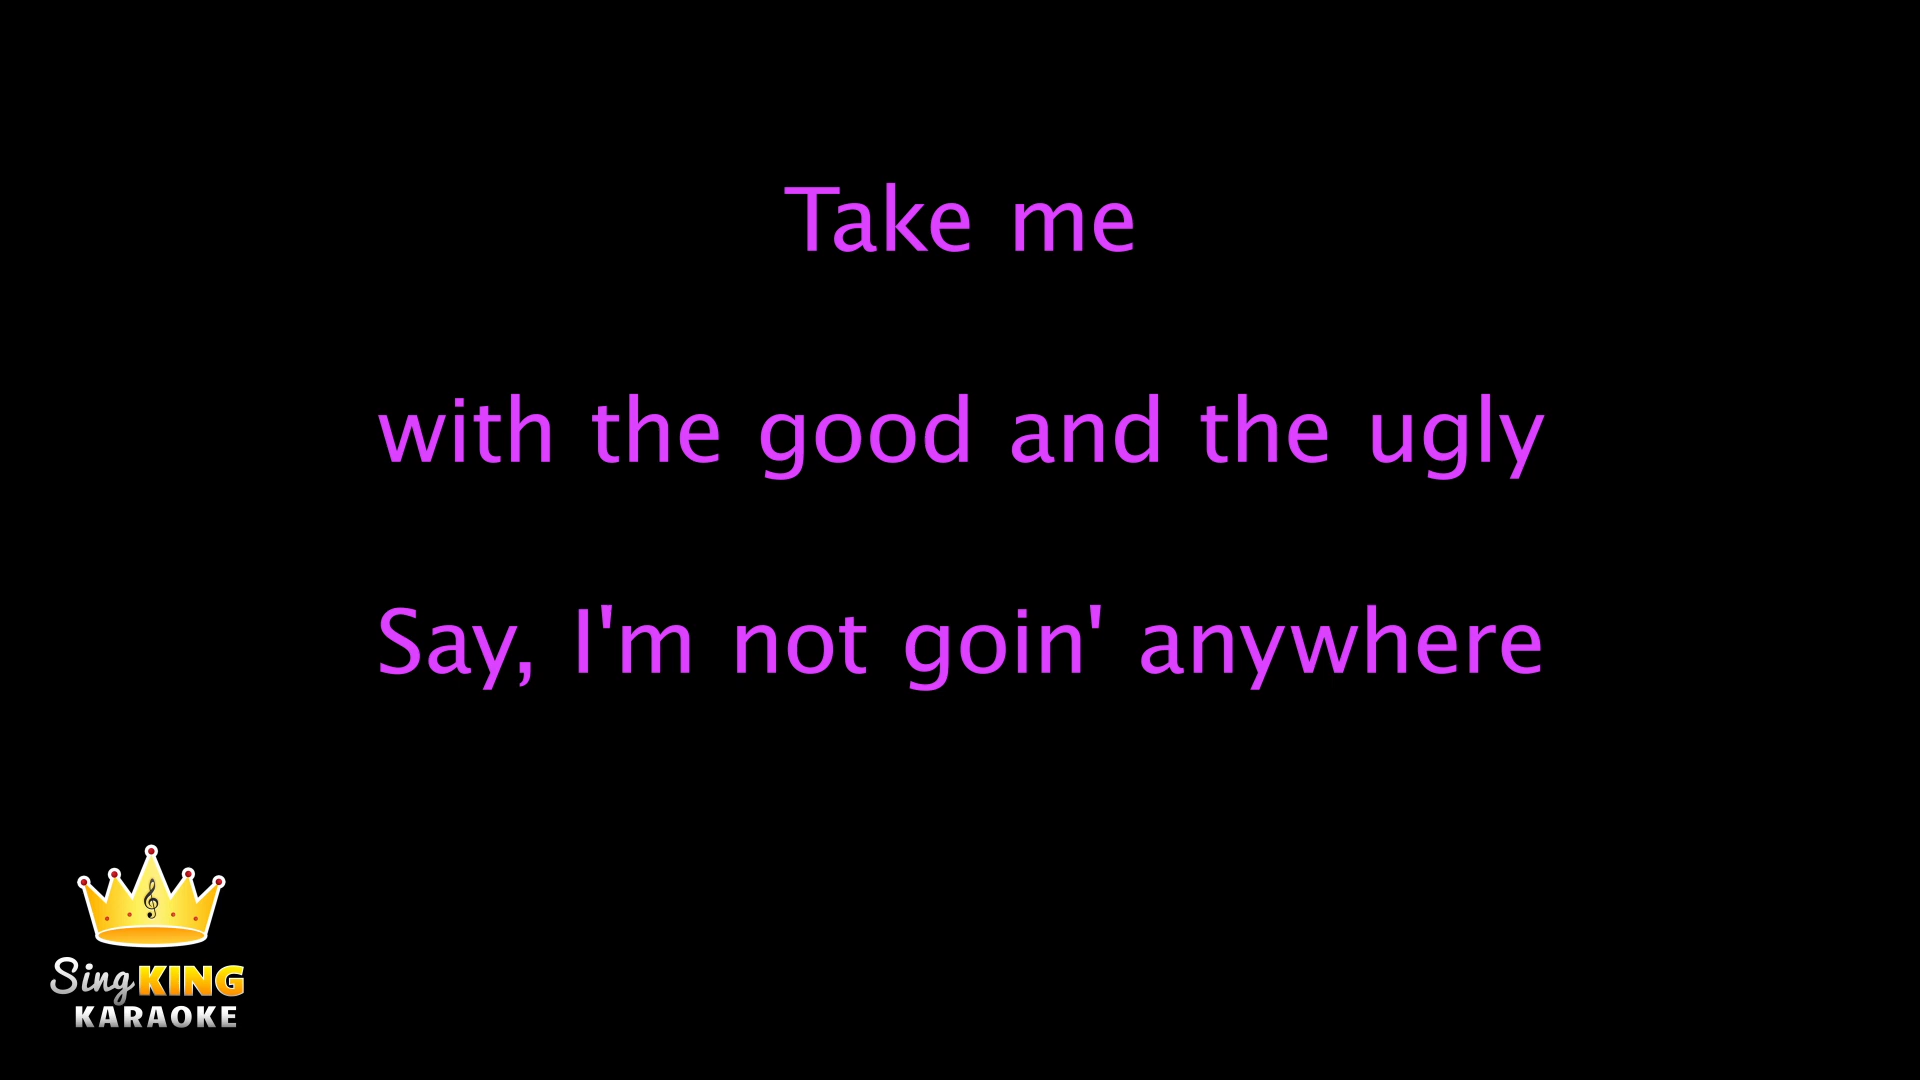 Take me
with the good and the ugly
Say, I'm not goin' anywhere
Sing KING
KARAOKE